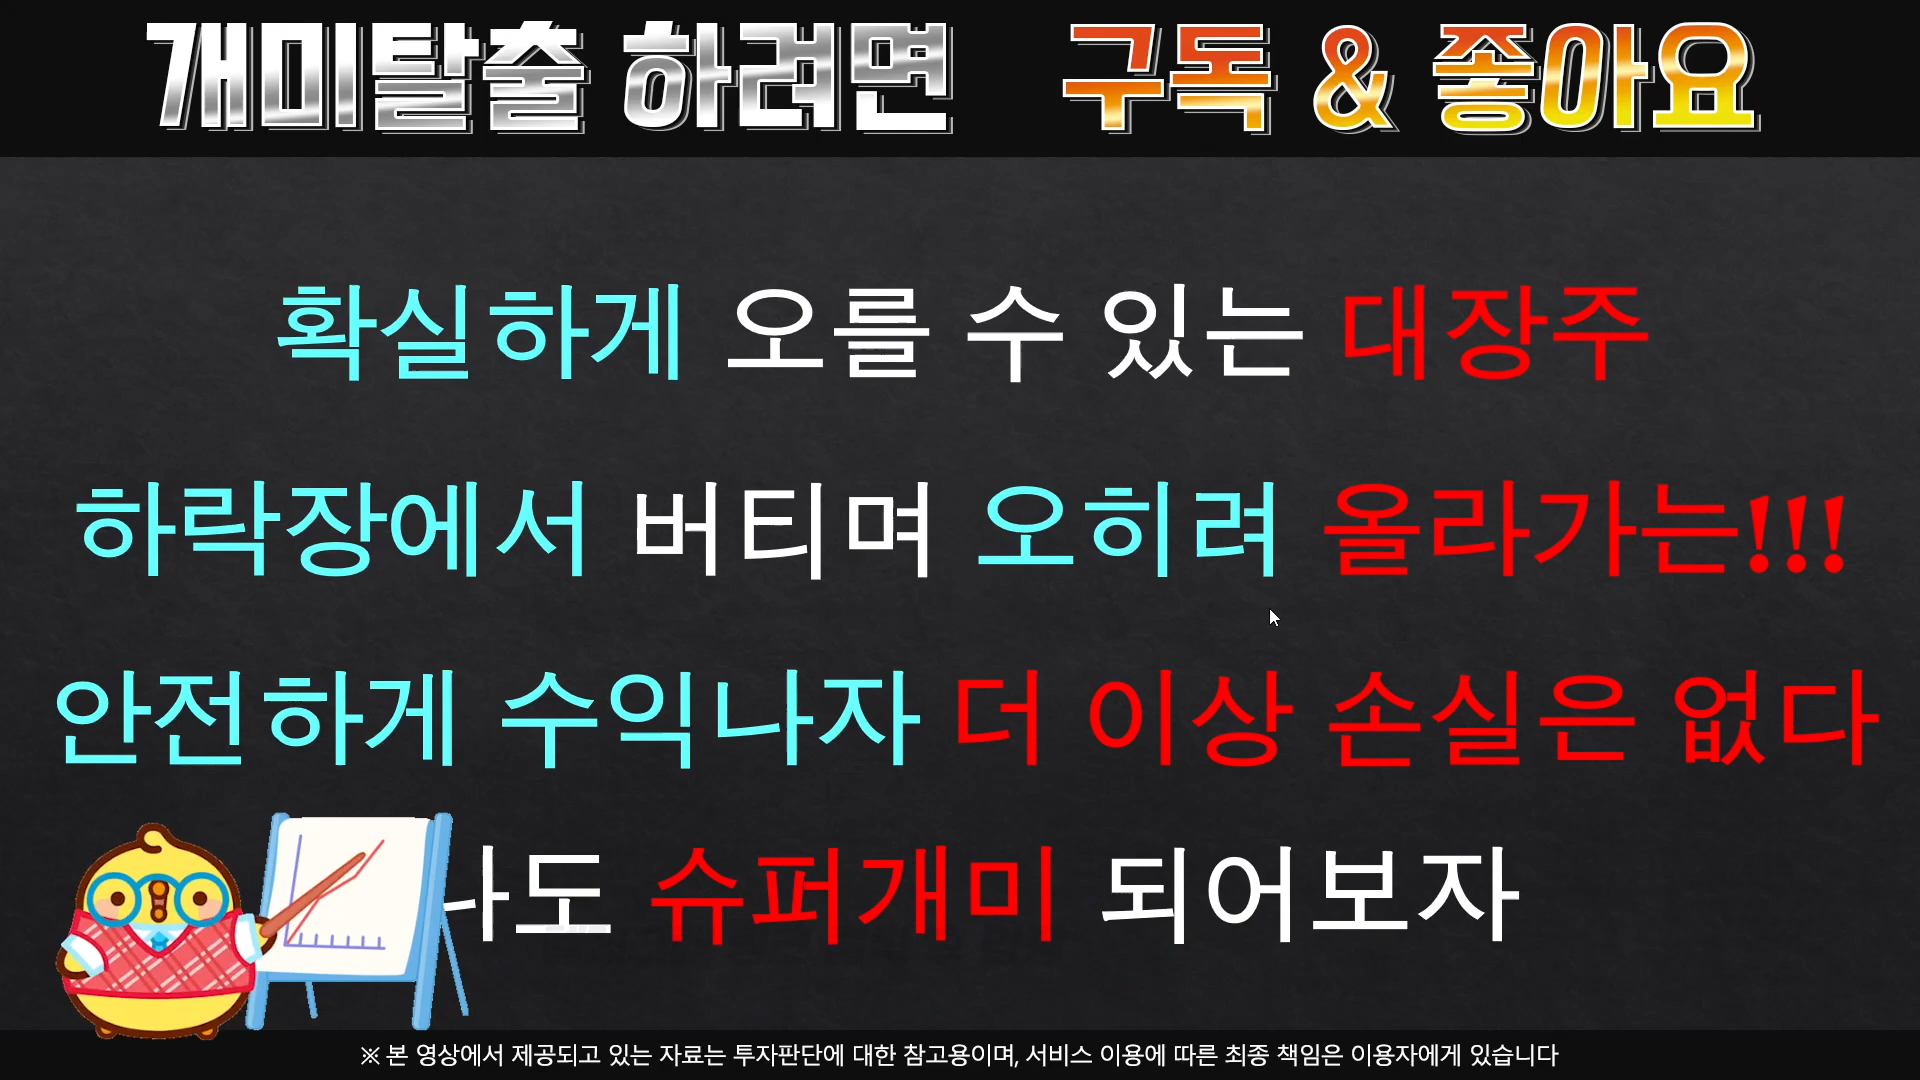 개미탈출 하려면 구독 & 좋아요
확실하게 오를 수 있는 대장주
하락장에서 버티며 오히려 올라가는!!!
안전하게 수익나자 더 이상 손실은 없다
슈퍼개미 되어보자
※ 본 영상에서 제공되고 있는 자료는 투자판단에 대한 참고용이며, 서비스 이용에 따른 최종 책임은 이용자에게 있습니다